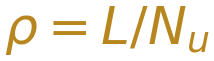 ρ = L/N_u